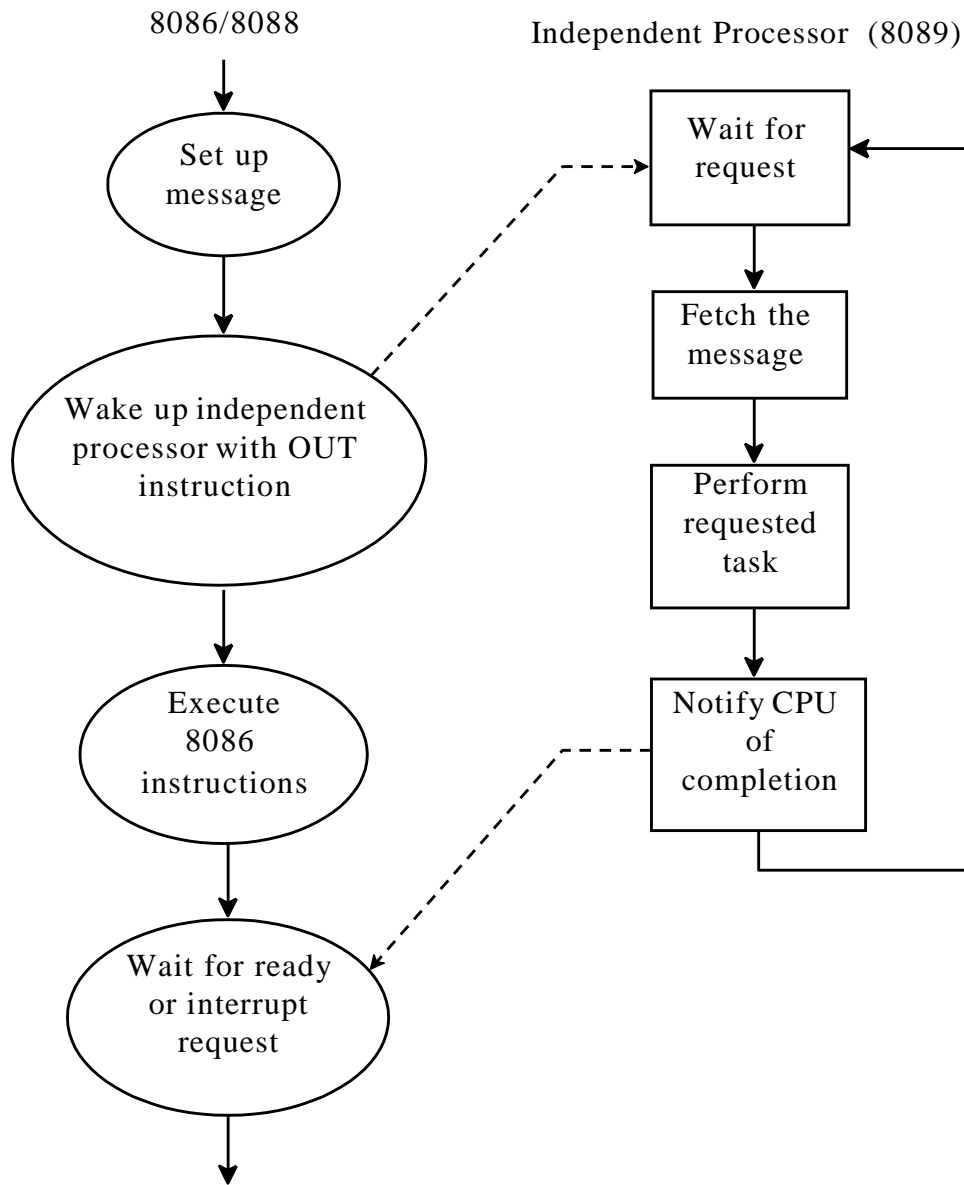 8086/8088
Independent Processor (8089)
Set up
message
Wake up independent
processor with OUT
instruction
Execute
8086
instructions
Wait for ready
or interrupt
request
Wait for
request
Fetch the
message
Perform
requested
task
Notify CPU
of
completion